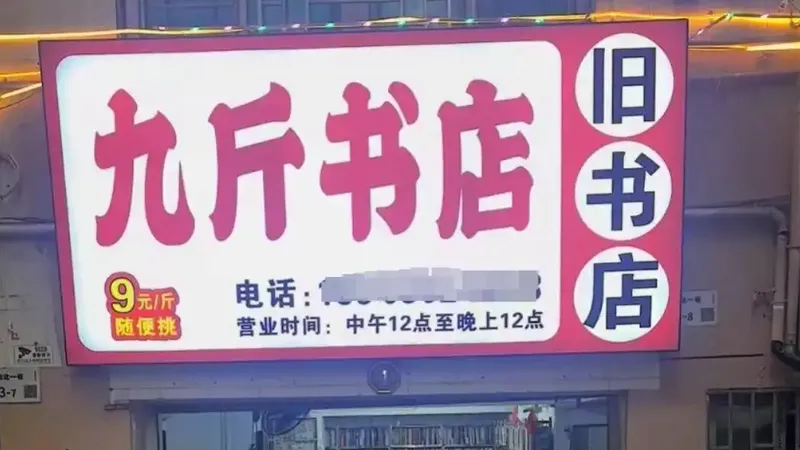 九斤书店
旧书店
9元/斤
随便挑
电话：
营业时间：中午12点至晚上12点